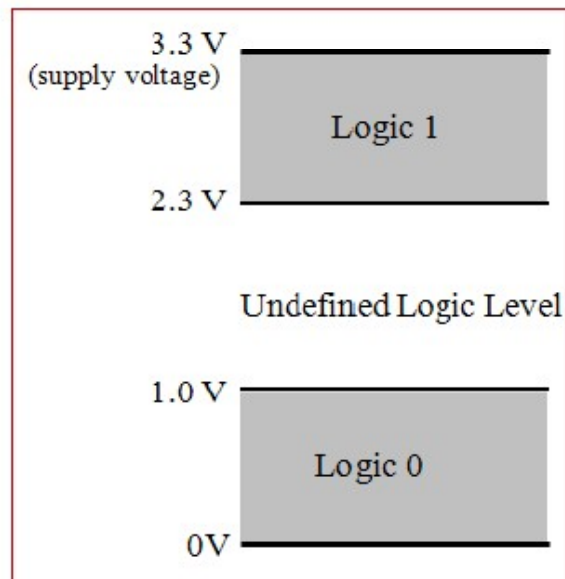 3.3 V
(supply voltage)
Logic 1
2.3 V
Undefined Logic Level
1.0 V
Logic 0
0V